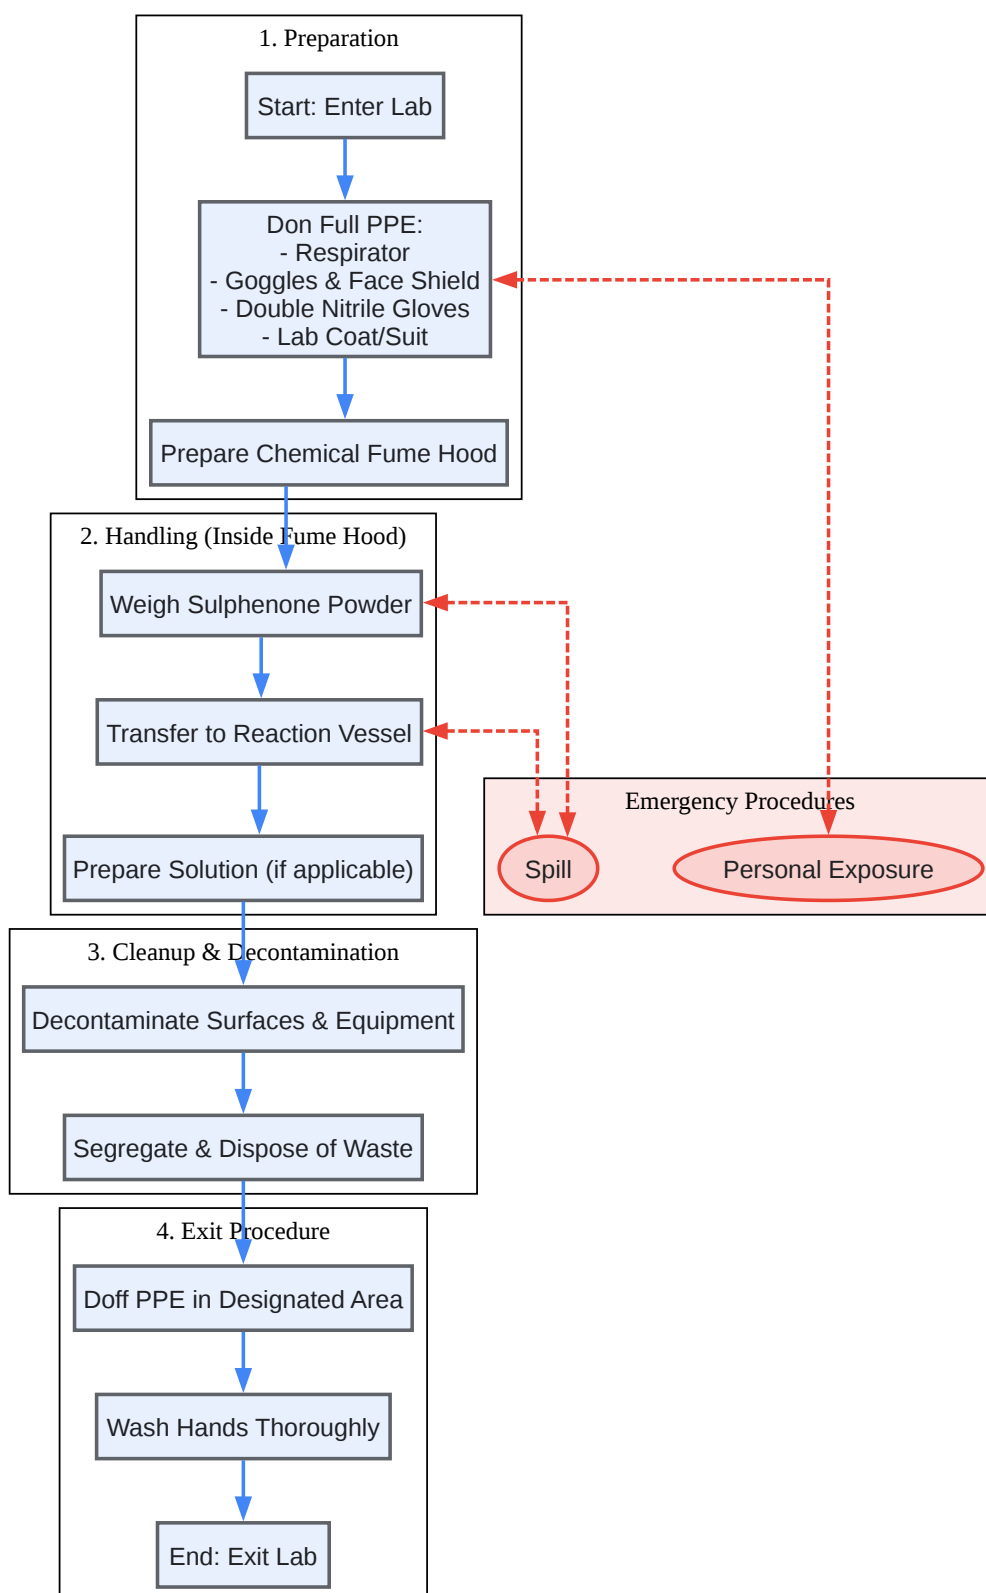 1. Preparation
Start: Enter Lab
Don Full PPE:
- Respirator
- Goggles & Face Shield
- Double Nitrile Gloves
- Lab Coat/Suit
Prepare Chemical Fume Hood
2. Handling (Inside Fume Hood)
Weigh Sulphenone Powder
Transfer to Reaction Vessel
Prepare Solution (if applicable)
Emergency Procedures
Spill
Personal Exposure
3. Cleanup & Decontamination
Decontaminate Surfaces & Equipment
Segregate & Dispose of Waste
4. Exit Procedure
Doff PPE in Designated Area
Wash Hands Thoroughly
End: Exit Lab